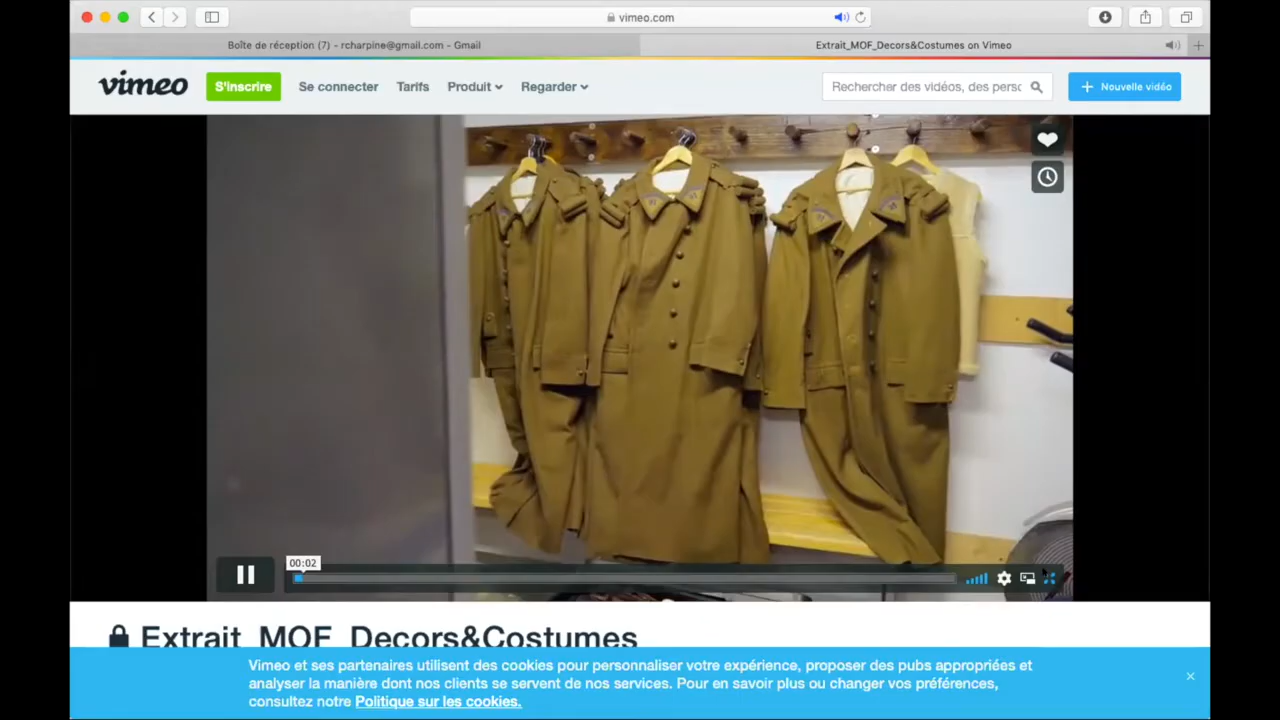 vimeo.com
Boîte de réception (7) - rcharpine@gmail.com - Gmail
Extrait_MOF_Decors&Costumes on Vimeo
vimeo
S'inscrire
Se connecter
Tarifs
Produit
Regarder
Rechercher des vidéos, des persc
Nouvelle vidéo
00:02
Extrait_MOF_Decors&Costumes
Vimeo et ses partenaires utilisent des cookies pour personnaliser votre expérience, proposer des pubs appropriées et
analyser la manière dont nos clients se servent de nos services. Pour en savoir plus ou changer vos préférences,
consultez notre Politique sur les cookies.